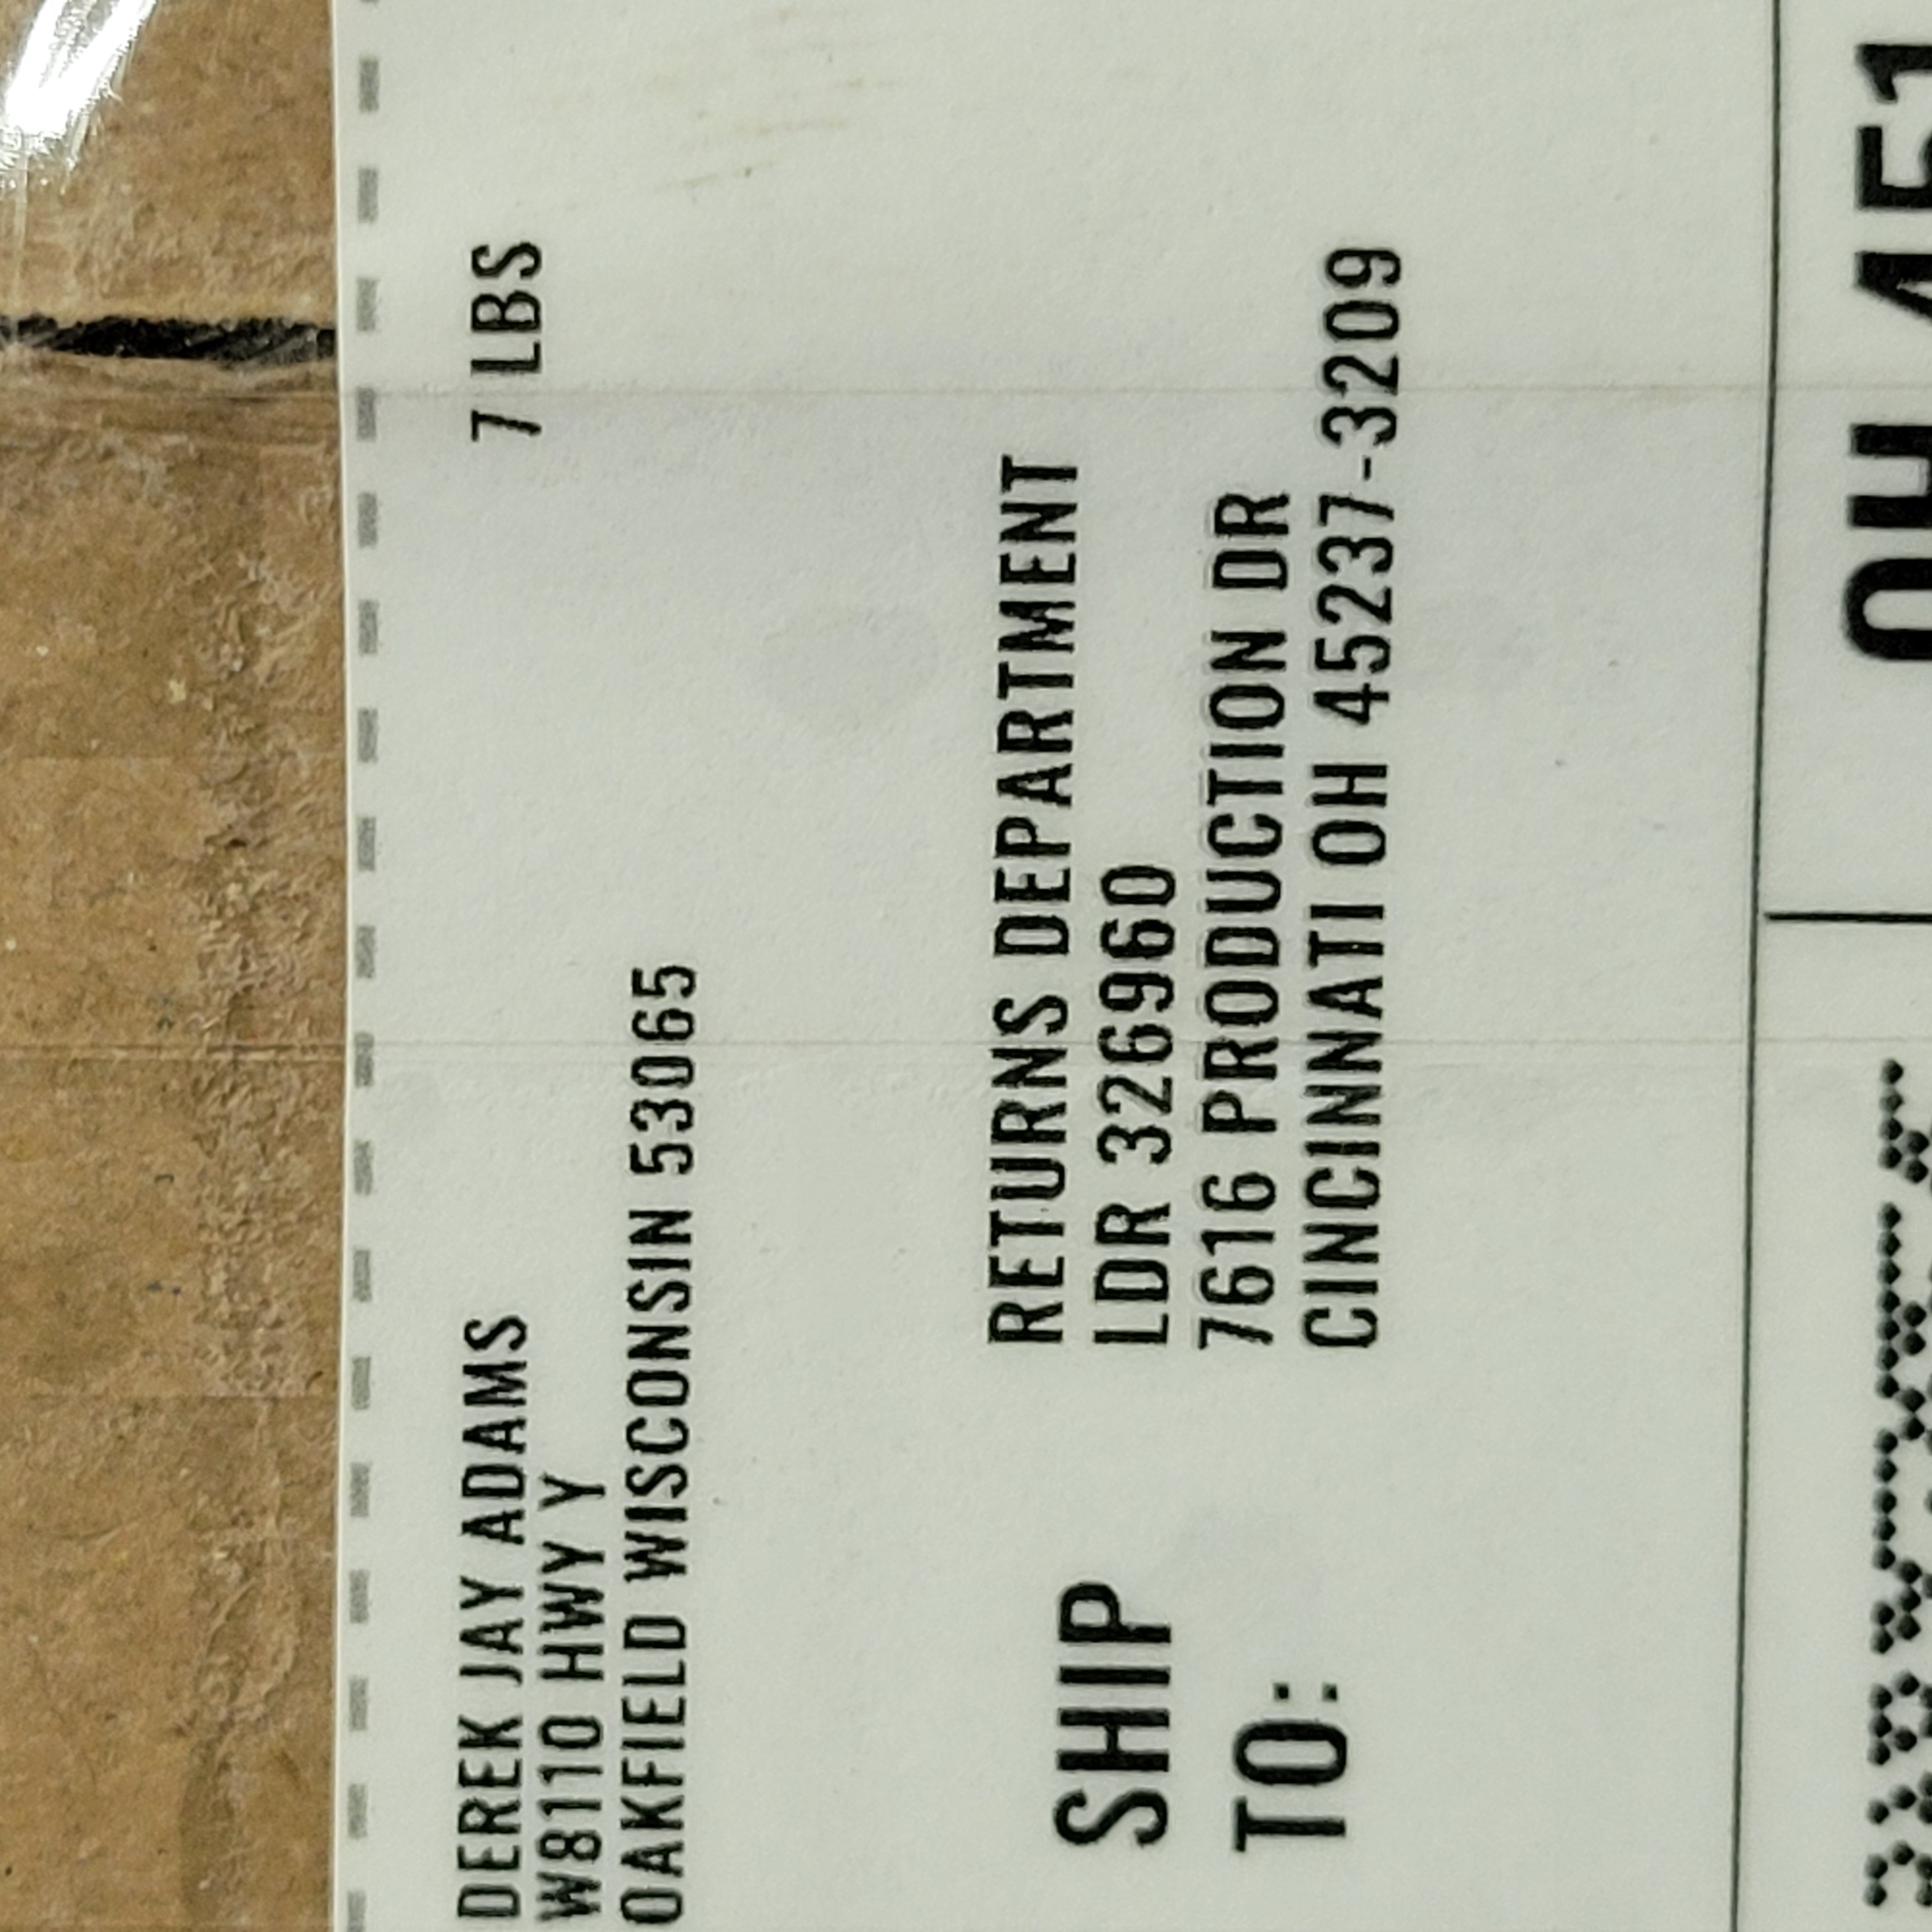 DEREK JAY ADAMS
7 LBS
W8110 HWY Y
OAKFIELD WISCONSIN 53065
SHIP
TO:
RETURNS DEPARTMENT
LDR 326960
7616 PRODUCTION DR
CINCINNATI OH 45237-3209
OH 451